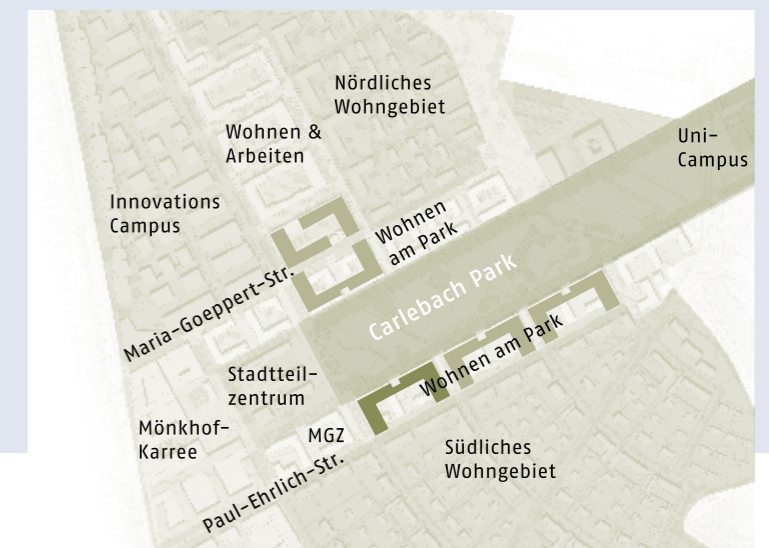 Nördliches
Wohngebiet
Wohnen &
Arbeiten
Uni-
Campus
Innovations
Campus
Wohnen
am Park
Maria-Goeppert-Str.
Carlebach Park
Wohnen am Park
Stadtteil-
zentrum
Mönkhof-
Karree
MGZ
Südliches
Wohngebiet
Paul-Ehrlich-Str.